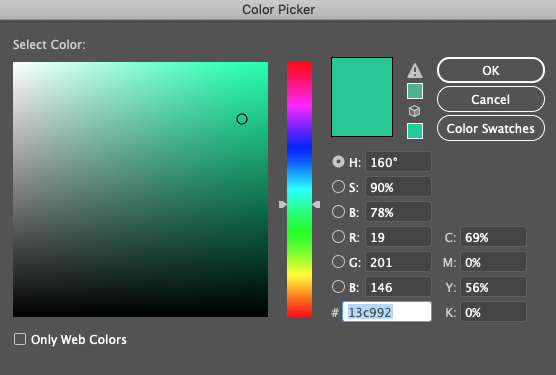 Color Picker
Select Color:
OK
Cancel
Color Swatches
H: 160°
S: 90%
B: 78%
R: 19 C: 69%
G: 201 M: 0%
B: 146 Y: 56%
# 13c992 K: 0%
Only Web Colors